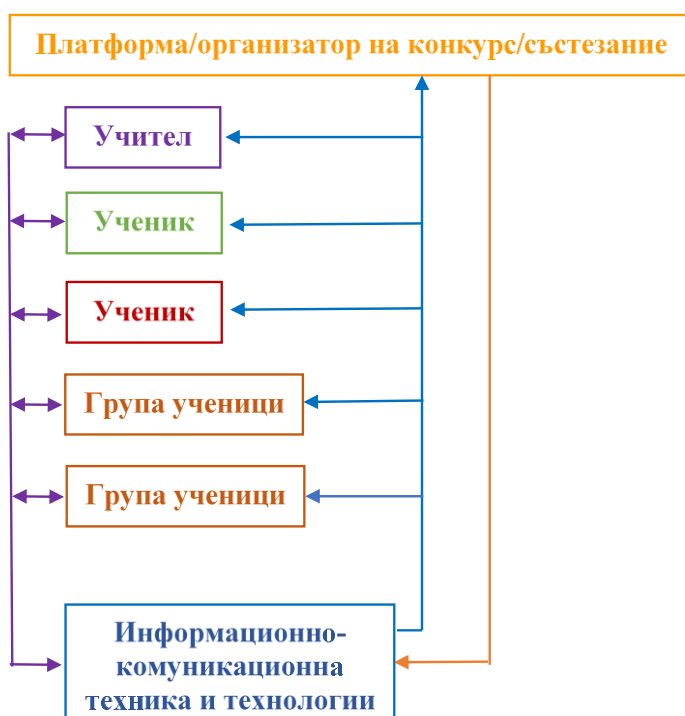 Платформа/организатор на конкурс/състезание
Учител
Ученик
Ученик
Група ученици
Група ученици
Информационно-
комуникационна
техника и технологии